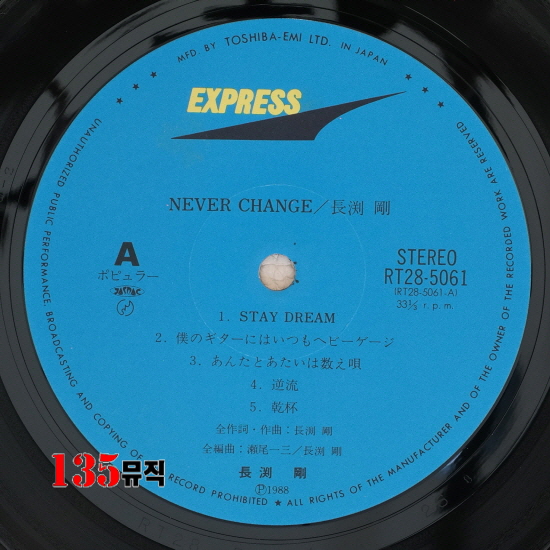 MFD. BY TOSHIBA-EMI LTD. IN JAPAN
EXPRESS
NEVER CHANGE/長渕 剛
A
ポピュラー
JASRAC
STEREO
RT28-5061
(RT28-5061-A)
33⅓ r.p.m.
1. STAY DREAM
2. 僕のギターにはいつもヘビーゲージ
3. あんたとあたいは数え唄
4. 逆流
5. 乾杯
全作詞・作曲：長渕 剛
全編曲：瀬尾一三／長渕 剛
長渕 剛
Ⓟ1988
UNAUTHORIZED PUBLIC PERFORMANCE, BROADCASTING AND COPYING OF RECORD PROHIBITED ★ ALL RIGHTS OF THE MANUFACTURER AND OF THE OWNER OF THE RECORDED WORK ARE RESERVED
135뮤직